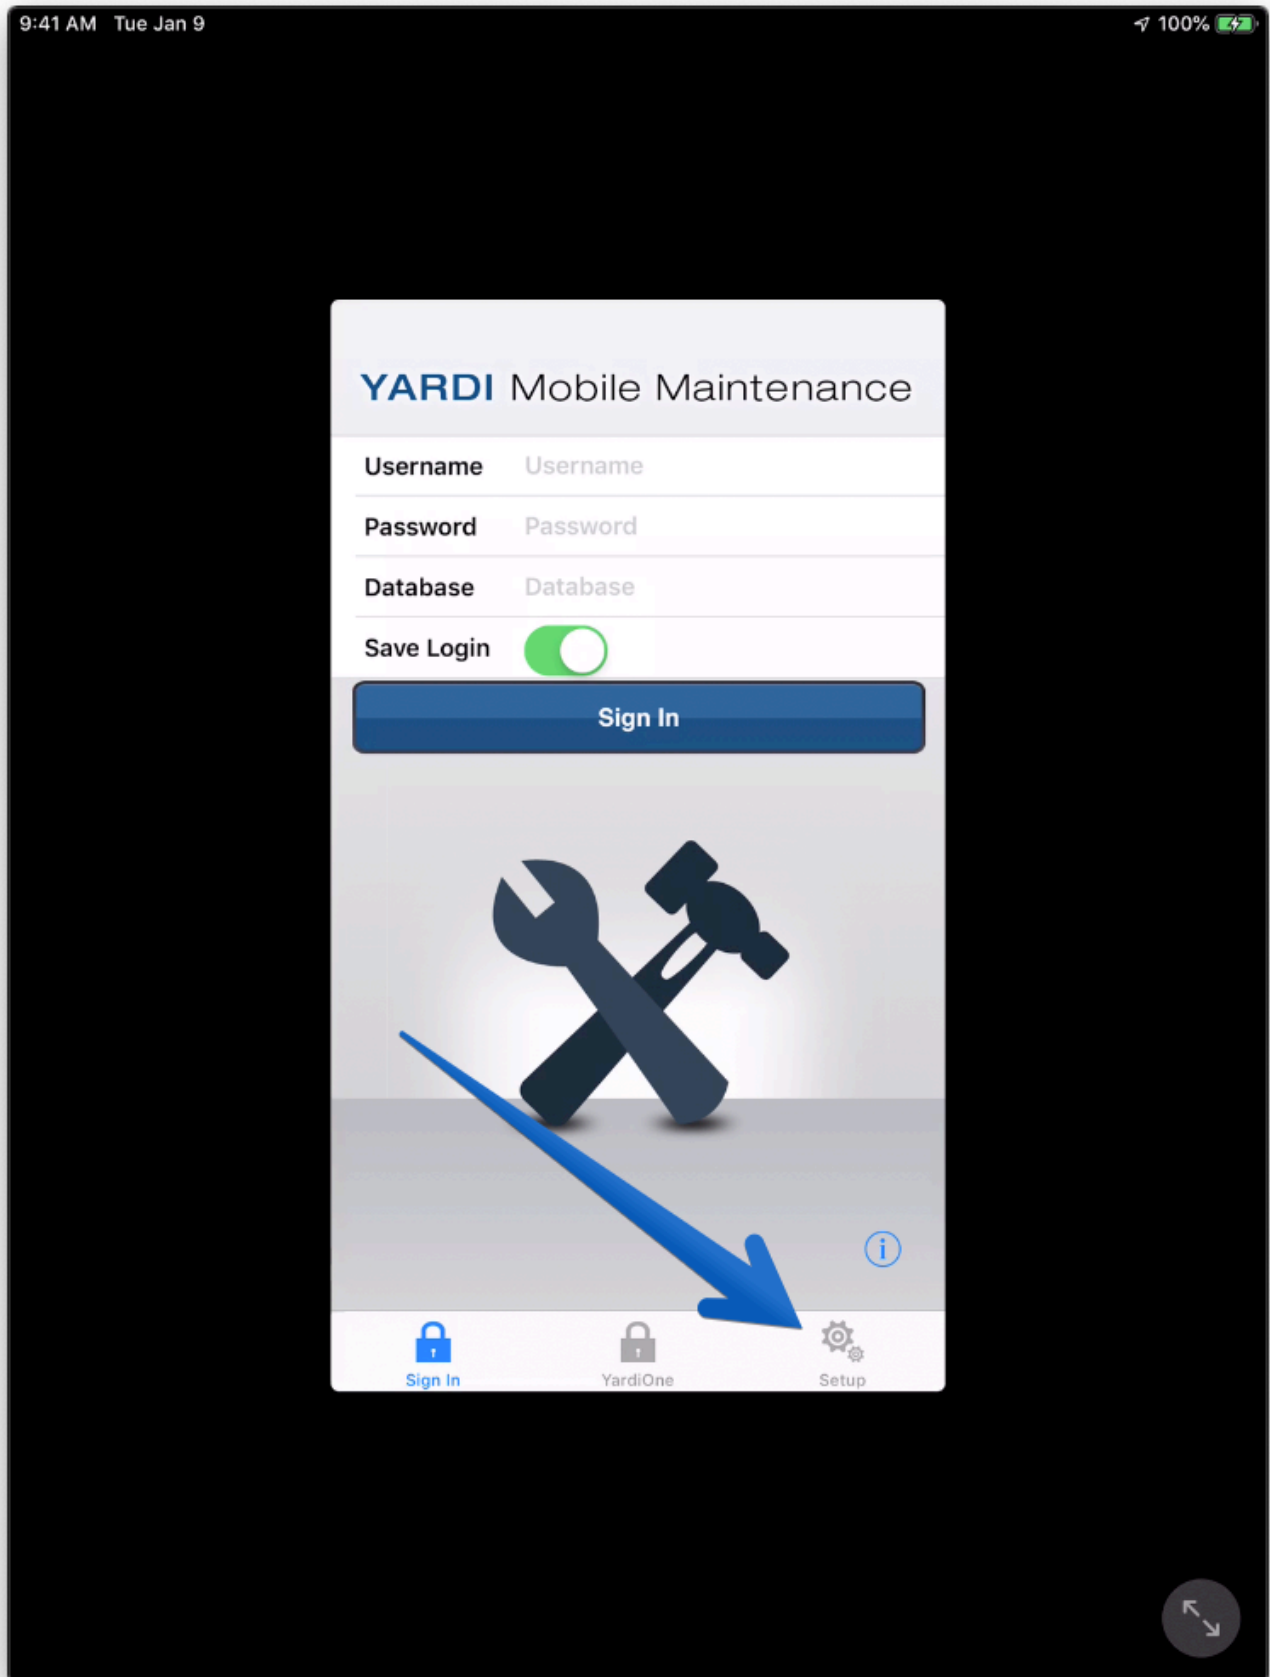 9:41 AM Tue Jan 9 100%
YARDI Mobile Maintenance
Username Username
Password Password
Database Database
Save Login
Sign In
i
Sign In YardiOne Setup